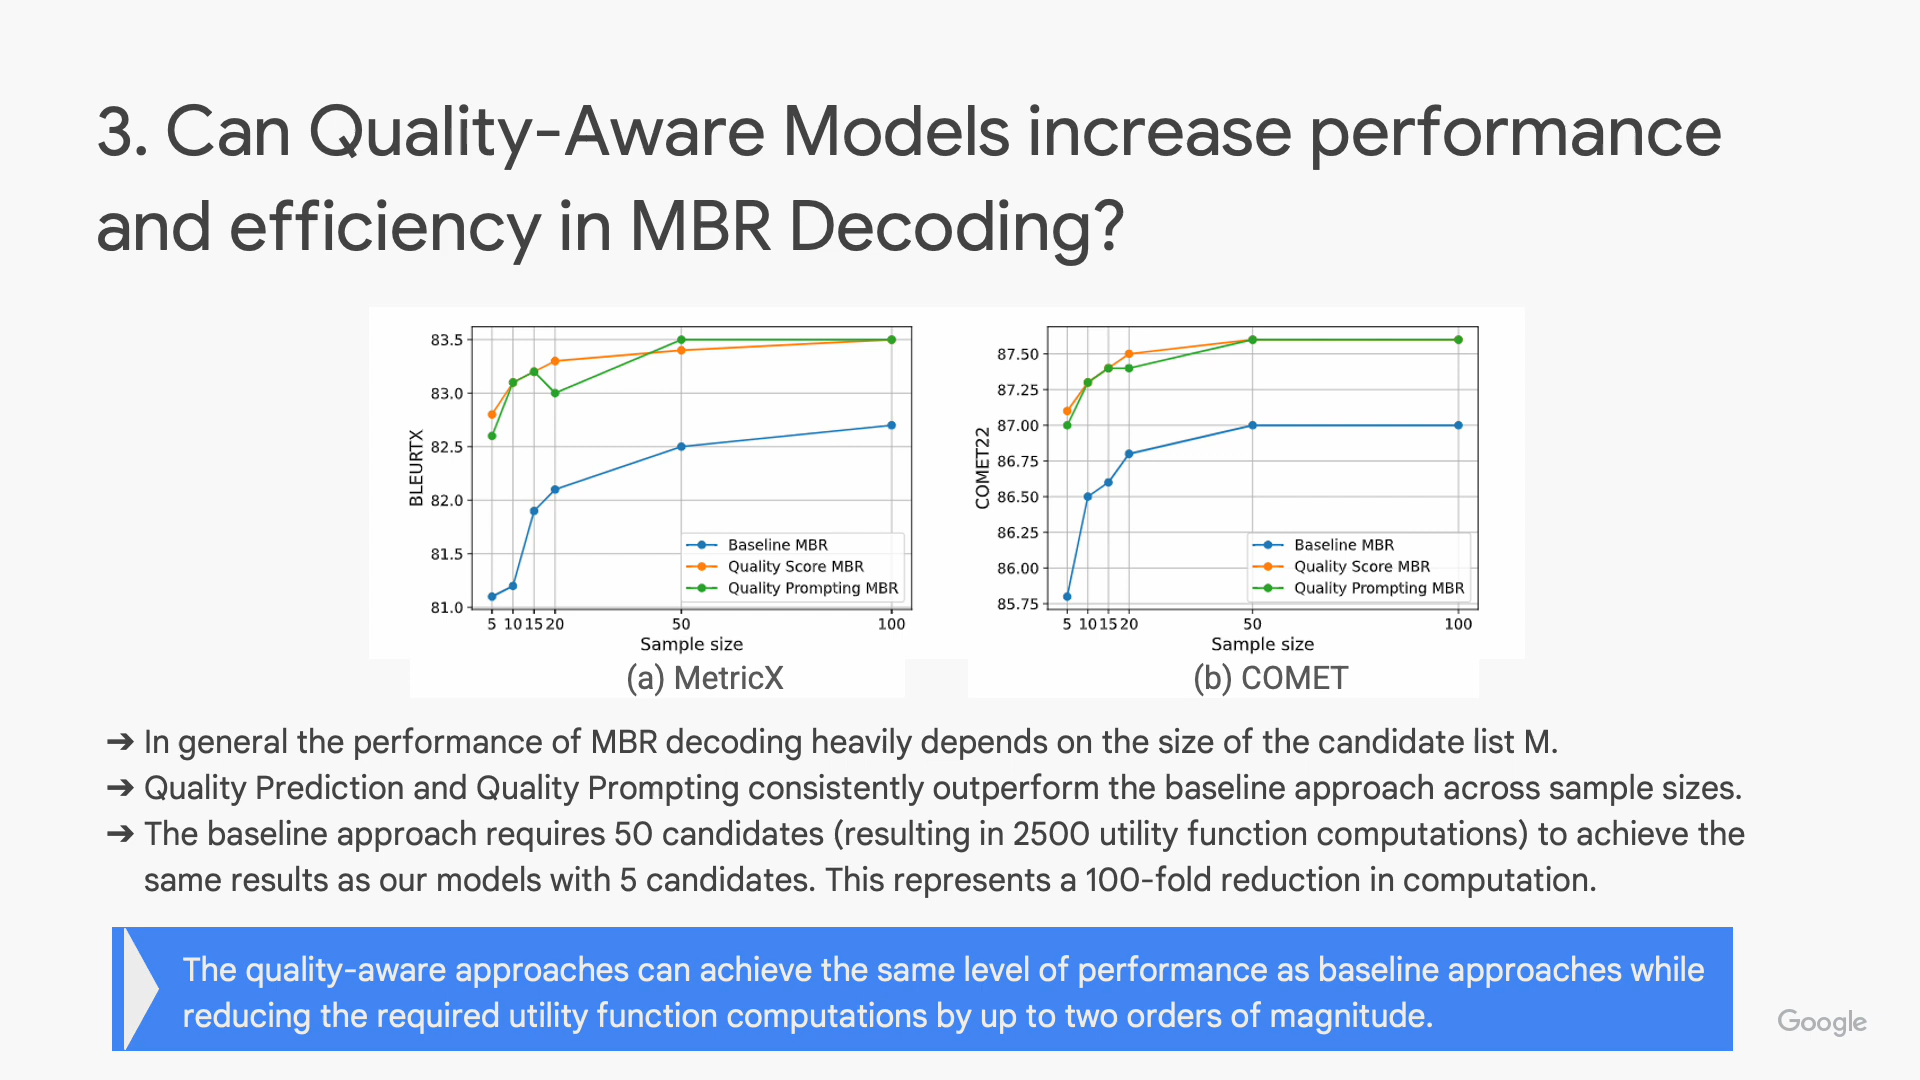 3. Can Quality-Aware Models increase performance
and efficiency in MBR Decoding?
83.5
83.0
82.5
82.0
81.5
81.0
BLEURTX
Baseline MBR
Quality Score MBR
Quality Prompting MBR
5 10 15 20 50 100
Sample size
(a) MetricX
87.50
87.25
87.00
86.75
86.50
86.25
86.00
85.75
COMET22
Baseline MBR
Quality Score MBR
Quality Prompting MBR
5 10 15 20 50 100
Sample size
(b) COMET
➔ In general the performance of MBR decoding heavily depends on the size of the candidate list M.
➔ Quality Prediction and Quality Prompting consistently outperform the baseline approach across sample sizes.
➔ The baseline approach requires 50 candidates (resulting in 2500 utility function computations) to achieve the
same results as our models with 5 candidates. This represents a 100-fold reduction in computation.
The quality-aware approaches can achieve the same level of performance as baseline approaches while
reducing the required utility function computations by up to two orders of magnitude.
Google